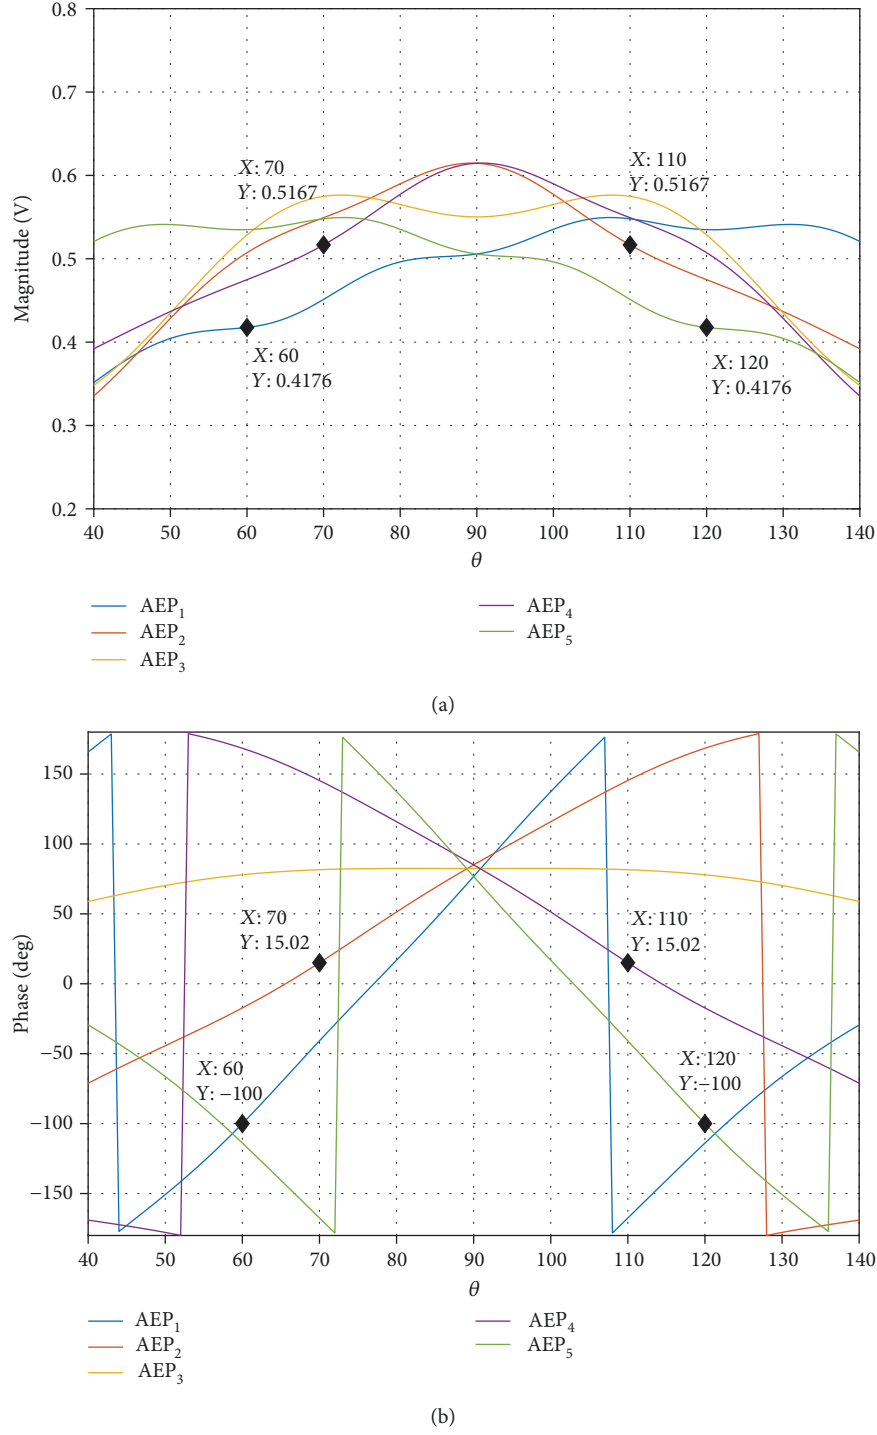 0.8
0.7
0.6
0.5
0.4
0.3
0.2
Magnitude (V)
X: 70
Y: 0.5167
X: 110
Y: 0.5167
X: 60
Y: 0.4176
X: 120
Y: 0.4176
40 50 60 70 80 90 100 110 120 130 140
θ
AEP1
AEP2
AEP3
AEP4
AEP5
(a)
150
100
50
0
−50
−100
−150
Phase (deg)
X: 70
Y: 15.02
X: 110
Y: 15.02
X: 60
Y: −100
X: 120
Y:−100
40 50 60 70 80 90 100 110 120 130 140
θ
AEP1
AEP2
AEP3
AEP4
AEP5
(b)